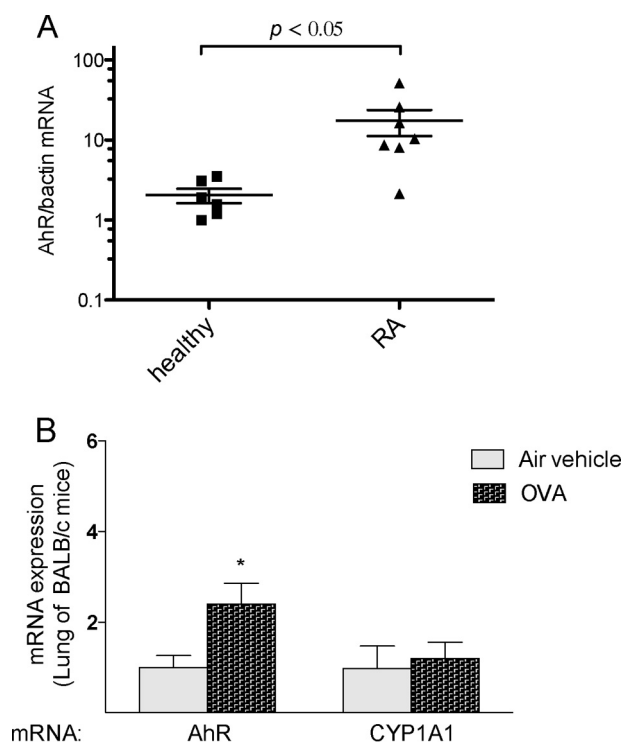 A
p < 0.05
AhR/bactin mRNA
100
10
1
0.1
healthy
RA
B
mRNA expression
(Lung of BALB/c mice)
6
4
2
Air vehicle
OVA
*
mRNA:
AhR
CYP1A1